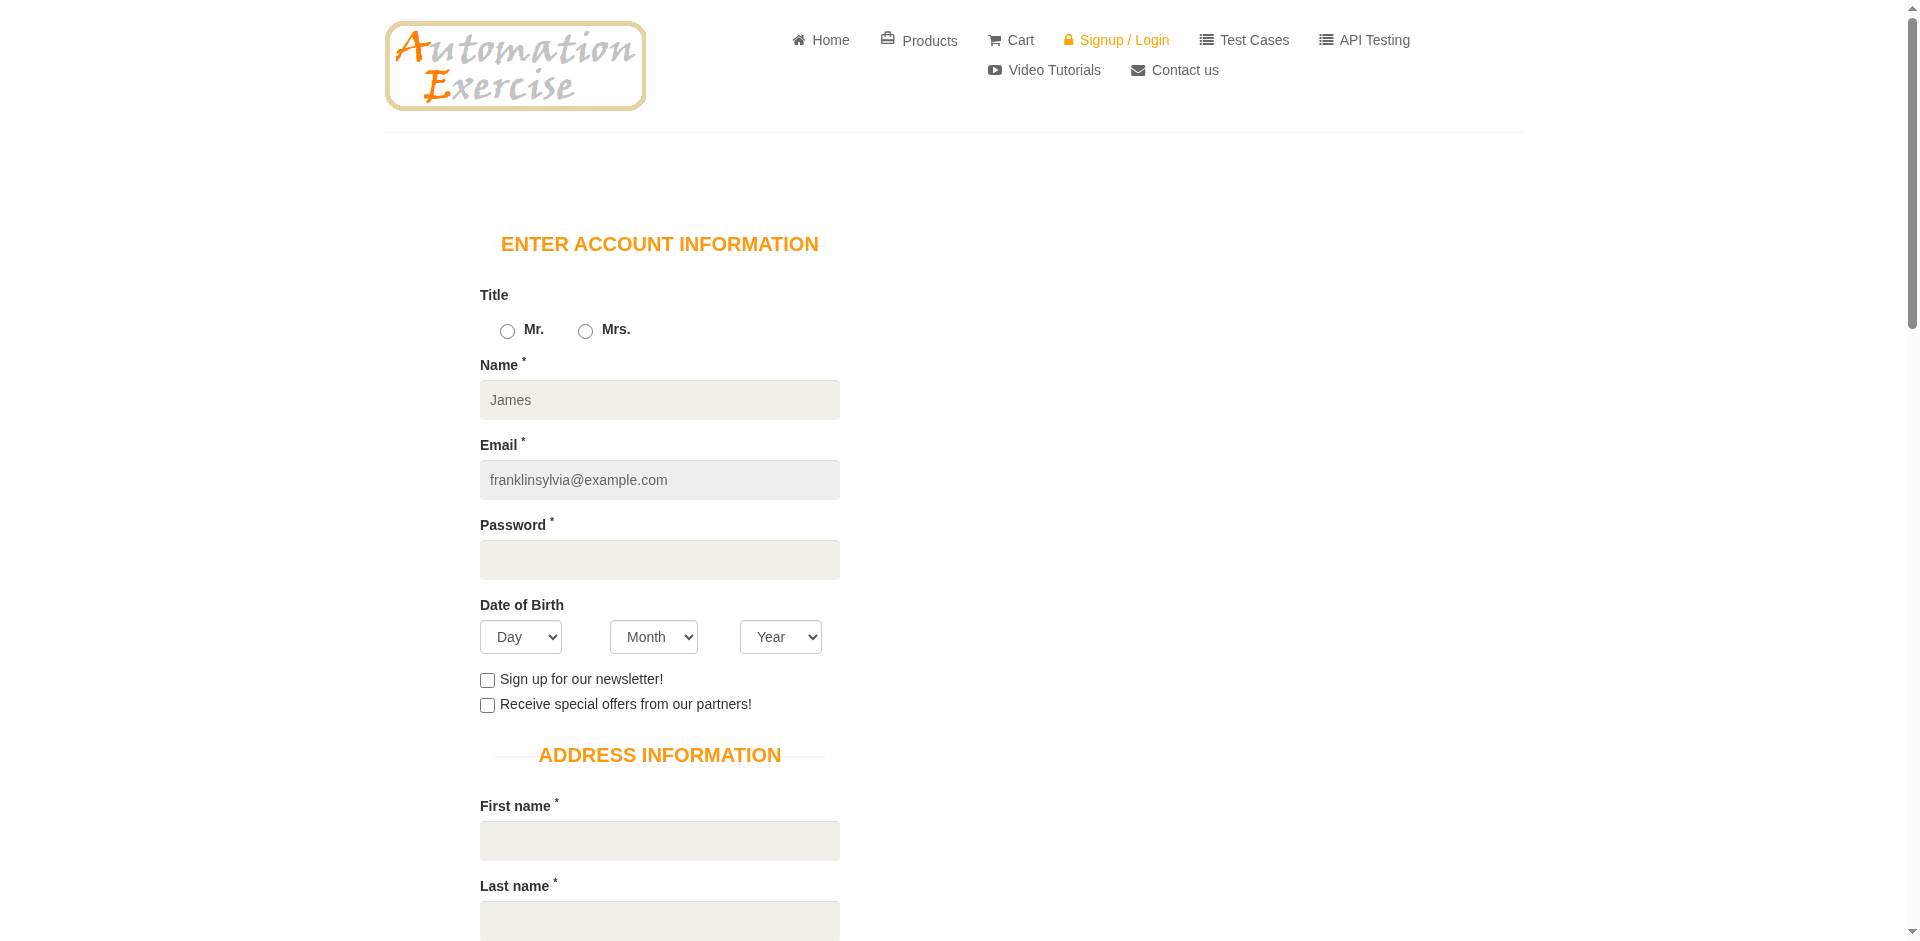 Automation
Exercise
Home
Products
Cart
Signup / Login
Test Cases
API Testing
Video Tutorials
Contact us
ENTER ACCOUNT INFORMATION
Title
Mr.
Mrs.
Name *
James
Email *
franklinsylvia@example.com
Password *
Date of Birth
Day
Month
Year
Sign up for our newsletter!
Receive special offers from our partners!
ADDRESS INFORMATION
First name *
Last name *